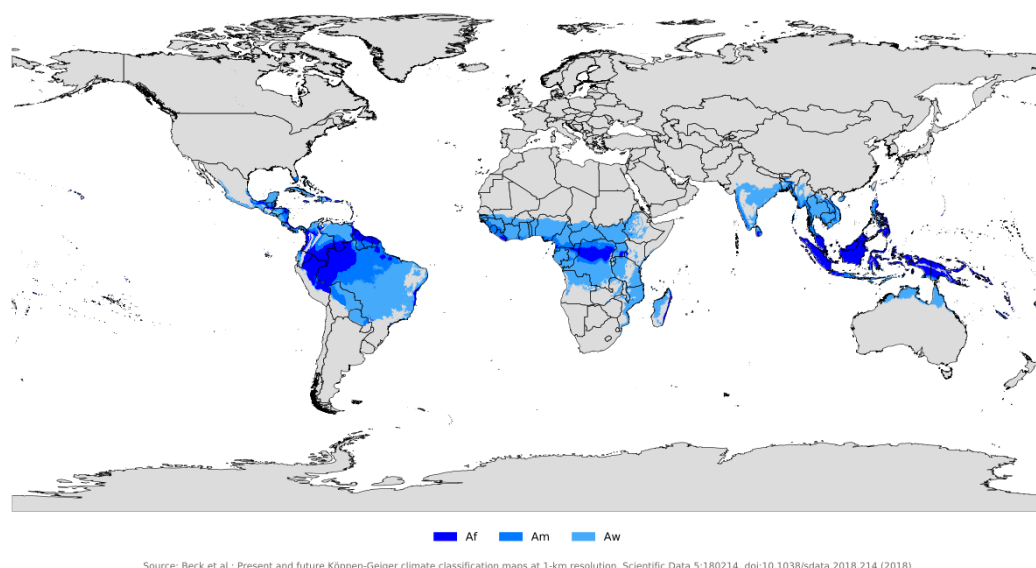 Af Am Aw
Source: Beck et al.: Present and future Köppen-Geiger climate classification maps at 1-km resolution. Scientific Data 5:180214, doi:10.1038/sdata.2018.214 (2018)